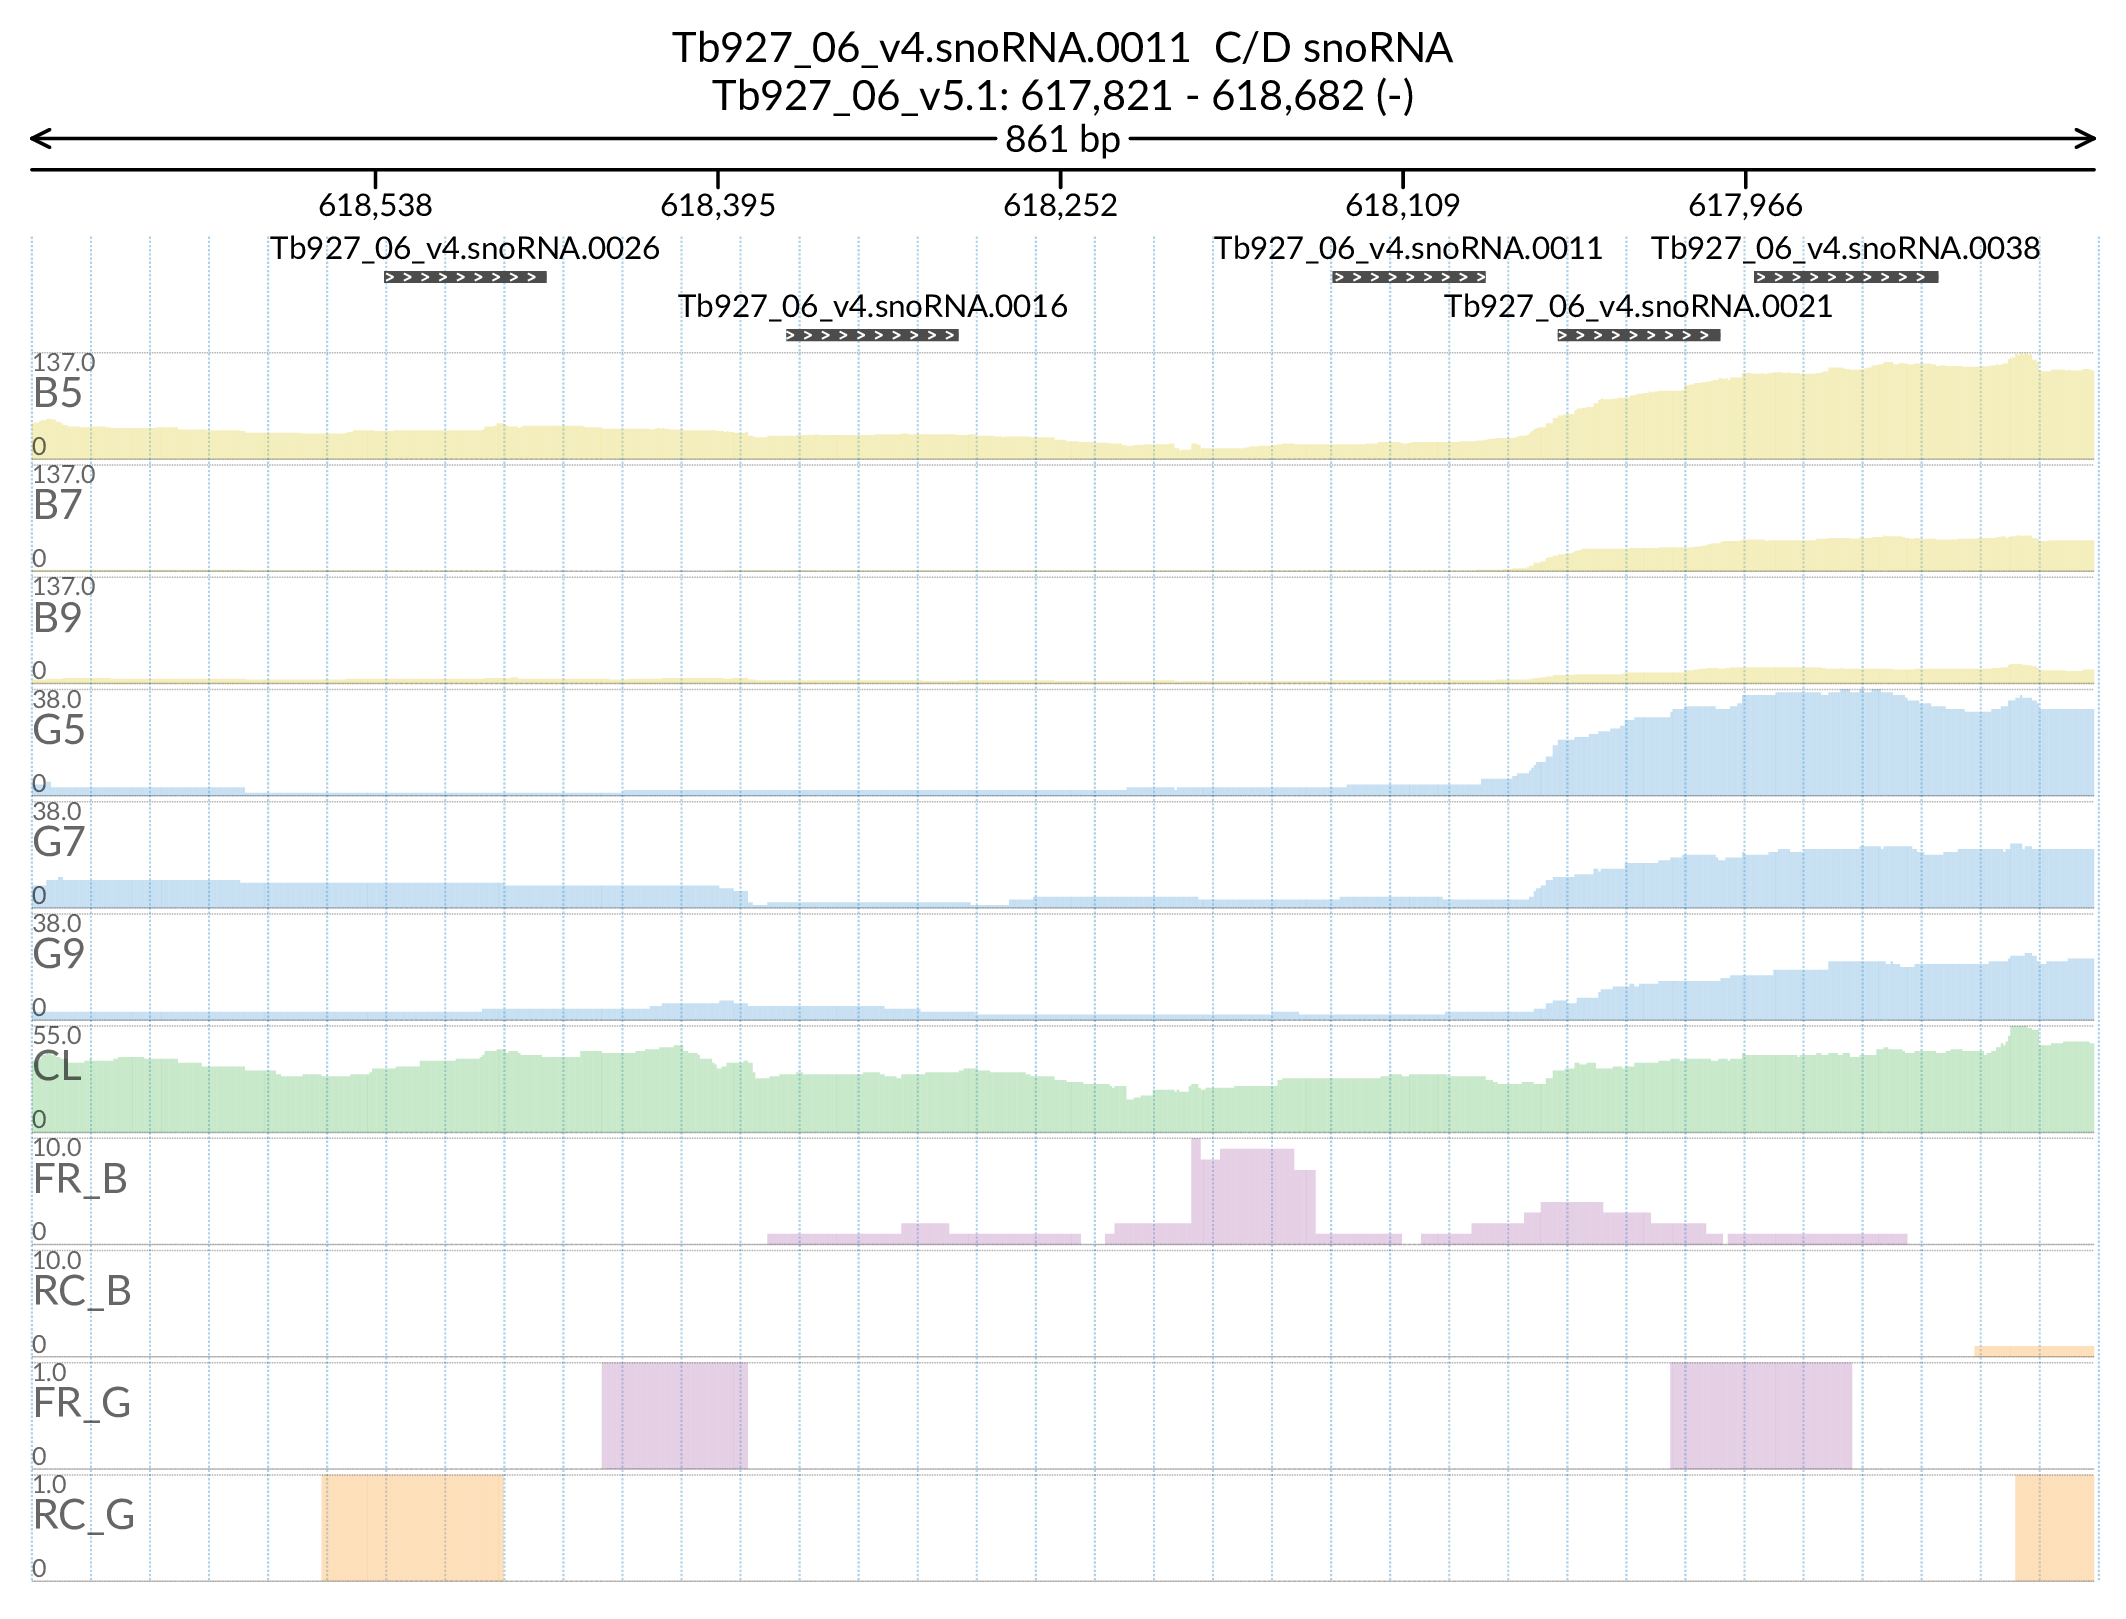 Tb927_06_v4.snoRNA.0011  C/D snoRNA
Tb927_06_v5.1: 617,821 - 618,682 (-)
861 bp
618,538 618,395 618,252 618,109 617,966
Tb927_06_v4.snoRNA.0026 Tb927_06_v4.snoRNA.0011 Tb927_06_v4.snoRNA.0038
Tb927_06_v4.snoRNA.0016 Tb927_06_v4.snoRNA.0021
137.0
B5
0
137.0
B7
0
137.0
B9
0
38.0
G5
0
38.0
G7
0
38.0
G9
0
55.0
CL
0
10.0
FR_B
0
10.0
RC_B
0
1.0
FR_G
0
1.0
RC_G
0